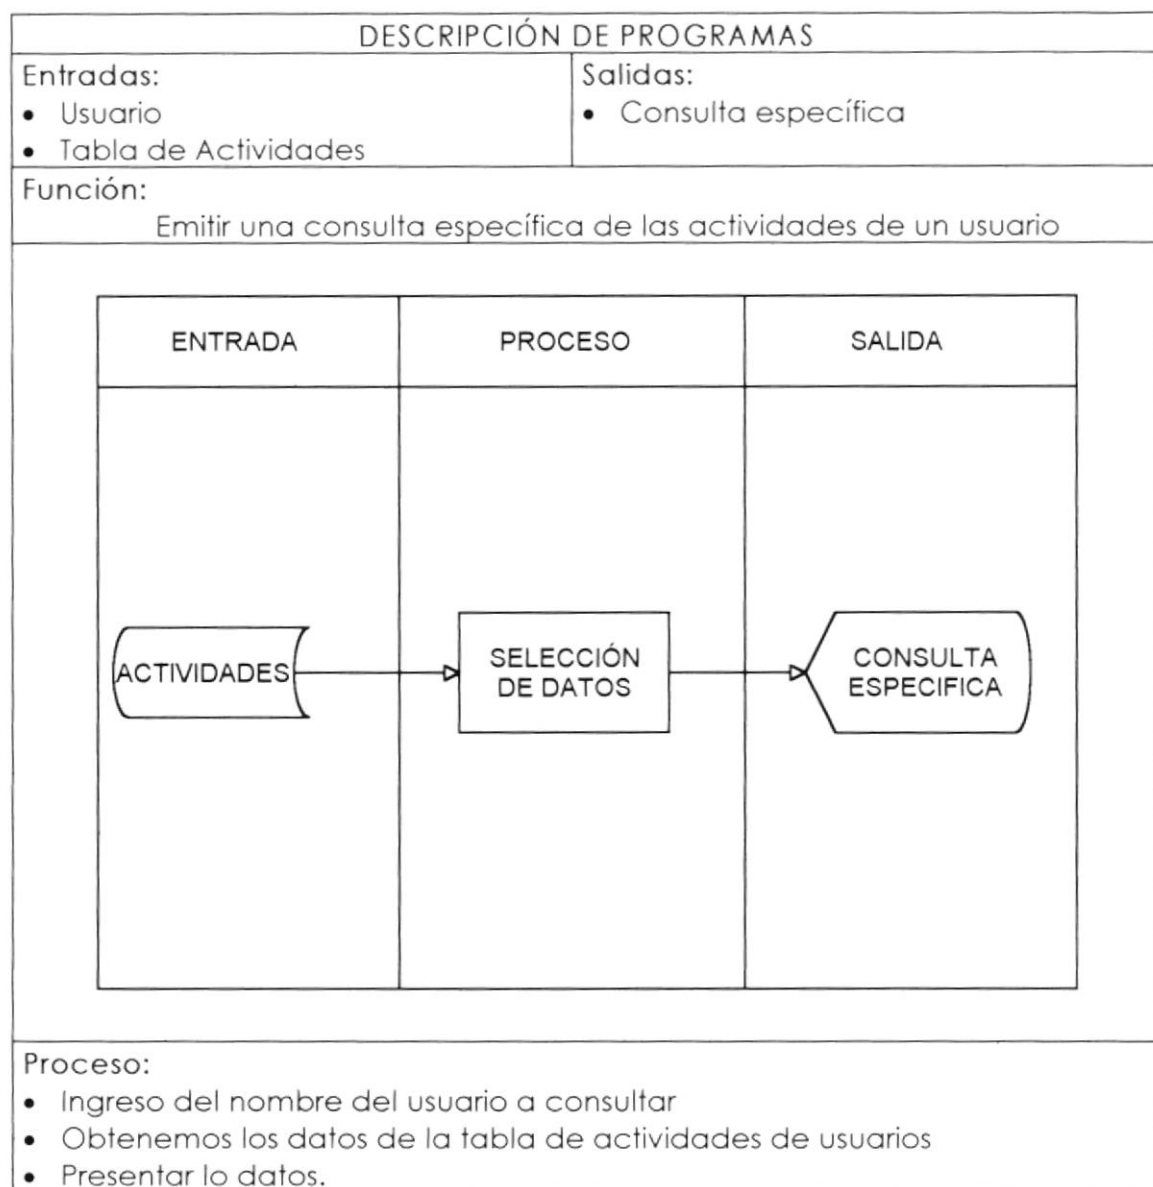 DESCRIPCIÓN DE PROGRAMAS
Entradas:
• Usuario
• Tabla de Actividades
Salidas:
• Consulta específica
Función:
Emitir una consulta específica de las actividades de un usuario
ENTRADA
PROCESO
SALIDA
ACTIVIDADES
SELECCIÓN
DE DATOS
CONSULTA
ESPECIFICA
Proceso:
• Ingreso del nombre del usuario a consultar
• Obtenemos los datos de la tabla de actividades de usuarios
• Presentar lo datos.